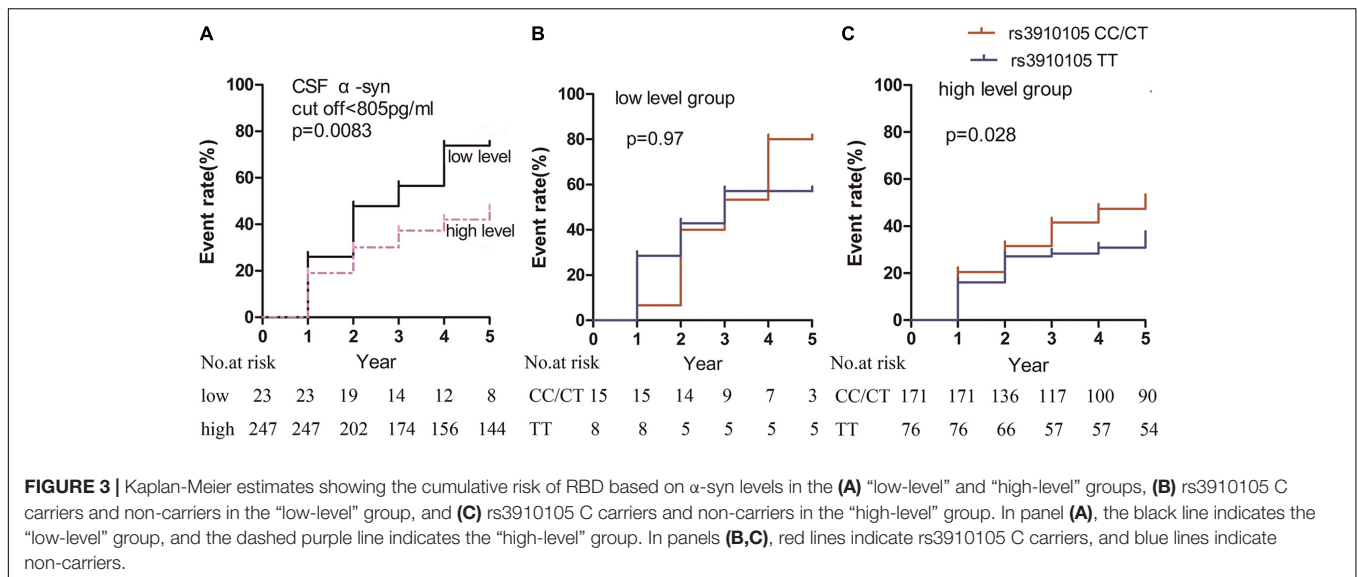 A
B
C
rs3910105 CC/CT
rs3910105 TT
CSF α -syn
cut off<805pg/ml
p=0.0083
low level
high level
Event rate(%)
100
80
60
40
20
0
0 1 2 3 4 5
Year
low level group
p=0.97
Event rate(%)
100
80
60
40
20
0
0 1 2 3 4 5
Year
high level group
p=0.028
Event rate(%)
100
80
60
40
20
0
0 1 2 3 4 5
Year
No.at risk
low 23 23 19 14 12 8
high 247 247 202 174 156 144
No.at risk
CC/CT 15 15 14 9 7 3
TT 8 8 5 5 5 5
No.at risk
CC/CT 171 171 136 117 100 90
TT 76 76 66 57 57 54
FIGURE 3 | Kaplan-Meier estimates showing the cumulative risk of RBD based on α-syn levels in the (A) “low-level” and “high-level” groups, (B) rs3910105 C
carriers and non-carriers in the “low-level” group, and (C) rs3910105 C carriers and non-carriers in the “high-level” group. In panel (A), the black line indicates the
“low-level” group, and the dashed purple line indicates the “high-level” group. In panels (B,C), red lines indicate rs3910105 C carriers, and blue lines indicate
non-carriers.